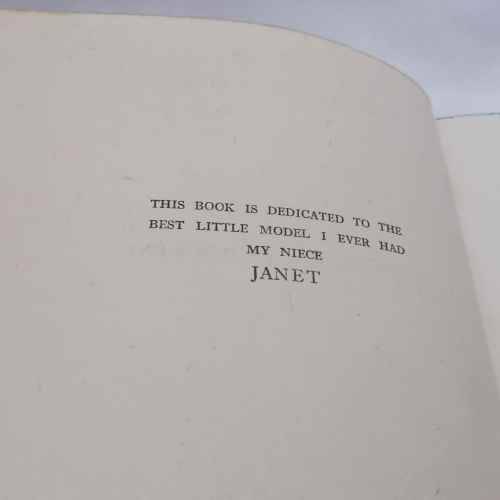 THIS BOOK IS DEDICATED TO THE
BEST LITTLE MODEL I EVER HAD
MY NIECE
JANET